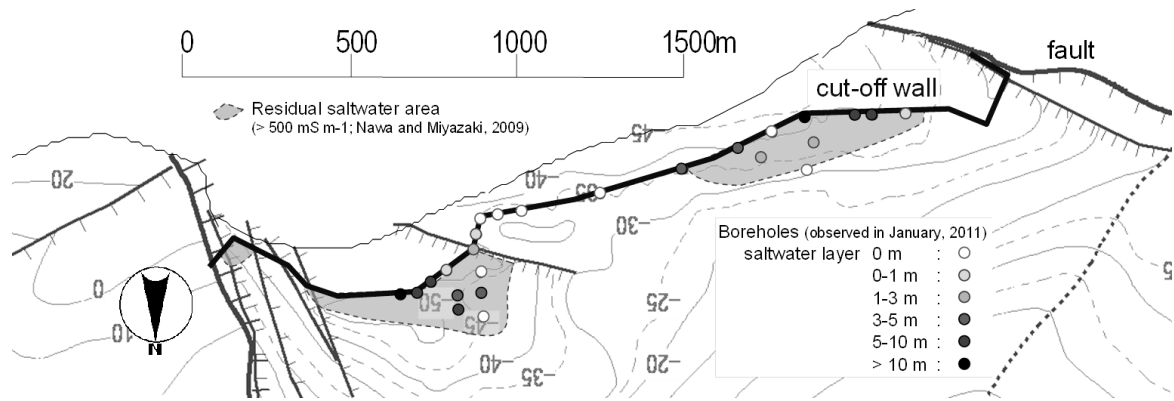 0 500 1000 1500m
fault
cut-off wall
Residual saltwater area
(> 500 mS m-1; Nawa and Miyazaki, 2009)
-45
-40
-35
-30
20
0
10
N
-50
-45
-40
-35
-25
-20
Boreholes (observed in January, 2011)
saltwater layer 0 m :
0-1 m :
1-3 m :
3-5 m :
5-10 m :
> 10 m :